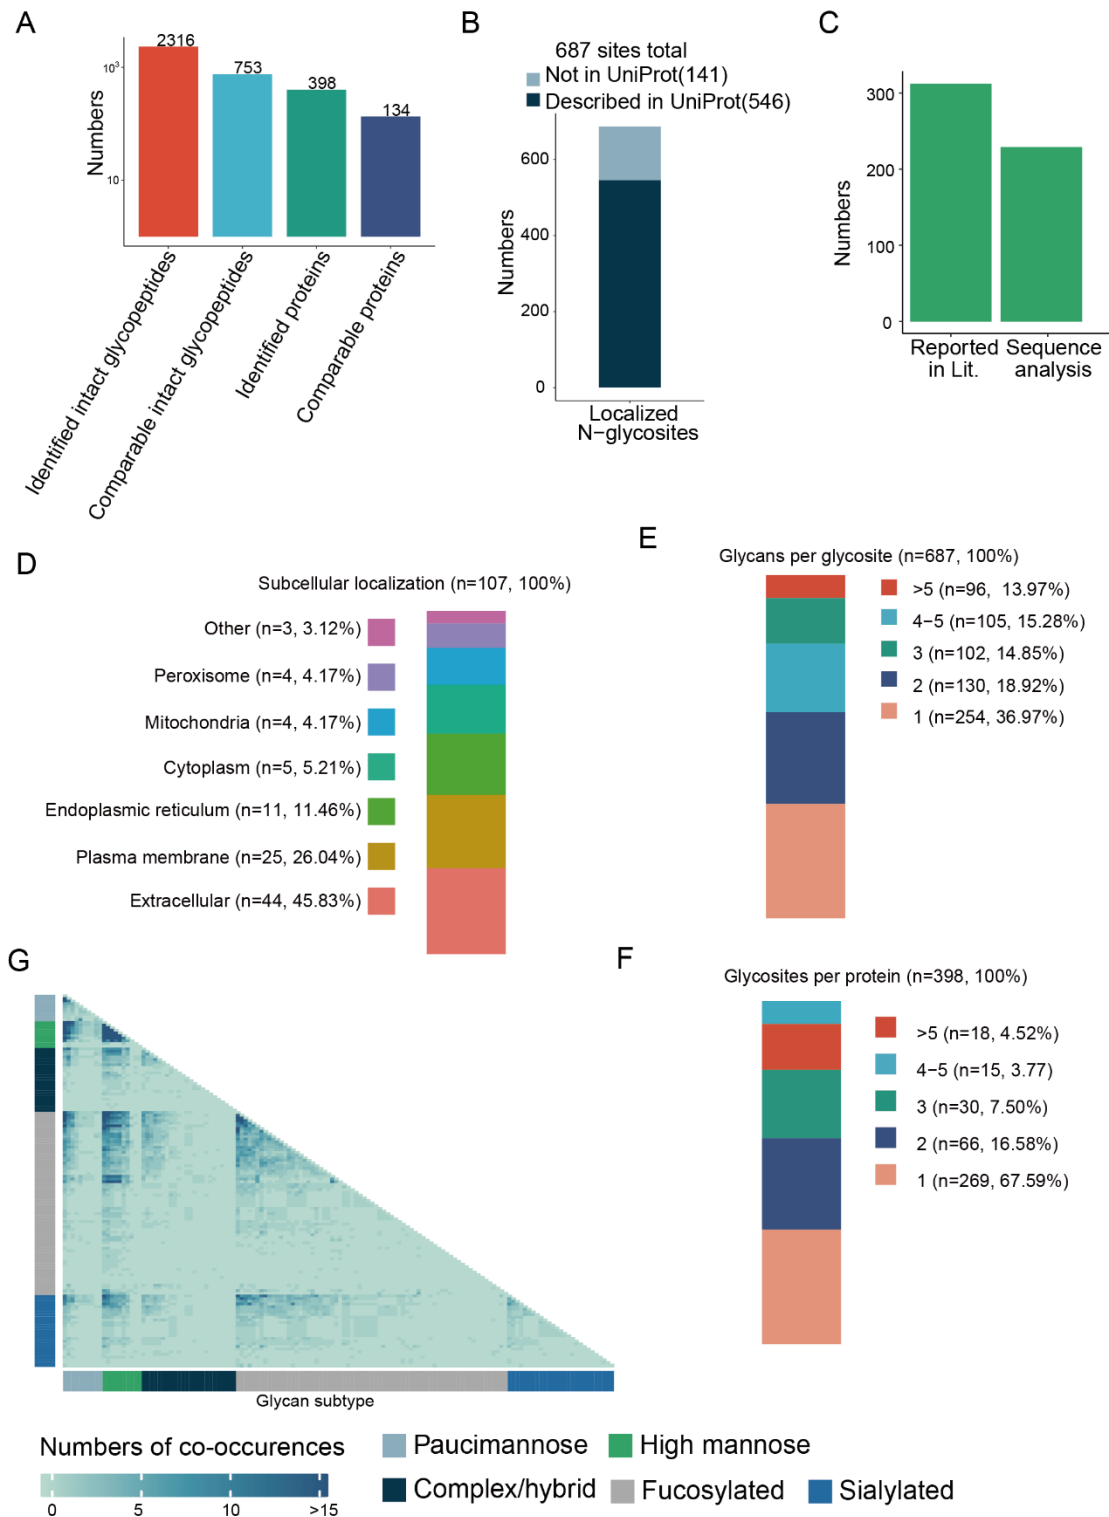 A
2316
753
398
134
10³
10
Numbers
Identified intact glycopeptides
Comparable intact glycopeptides
Identified proteins
Comparable proteins
B
687 sites total
Not in UniProt(141)
Described in UniProt(546)
600
400
200
0
Numbers
Localized
N−glycosites
C
300
200
100
0
Numbers
Reported
in Lit.
Sequence
analysis
D
Subcellular localization (n=107, 100%)
Other (n=3, 3.12%)
Peroxisome (n=4, 4.17%)
Mitochondria (n=4, 4.17%)
Cytoplasm (n=5, 5.21%)
Endoplasmic reticulum (n=11, 11.46%)
Plasma membrane (n=25, 26.04%)
Extracellular (n=44, 45.83%)
E
Glycans per glycosite (n=687, 100%)
>5 (n=96, 13.97%)
4−5 (n=105, 15.28%)
3 (n=102, 14.85%)
2 (n=130, 18.92%)
1 (n=254, 36.97%)
F
Glycosites per protein (n=398, 100%)
>5 (n=18, 4.52%)
4−5 (n=15, 3.77)
3 (n=30, 7.50%)
2 (n=66, 16.58%)
1 (n=269, 67.59%)
G
Glycan subtype
Numbers of co-occurences
0 5 10 >15
Paucimannose
High mannose
Complex/hybrid
Fucosylated
Sialylated